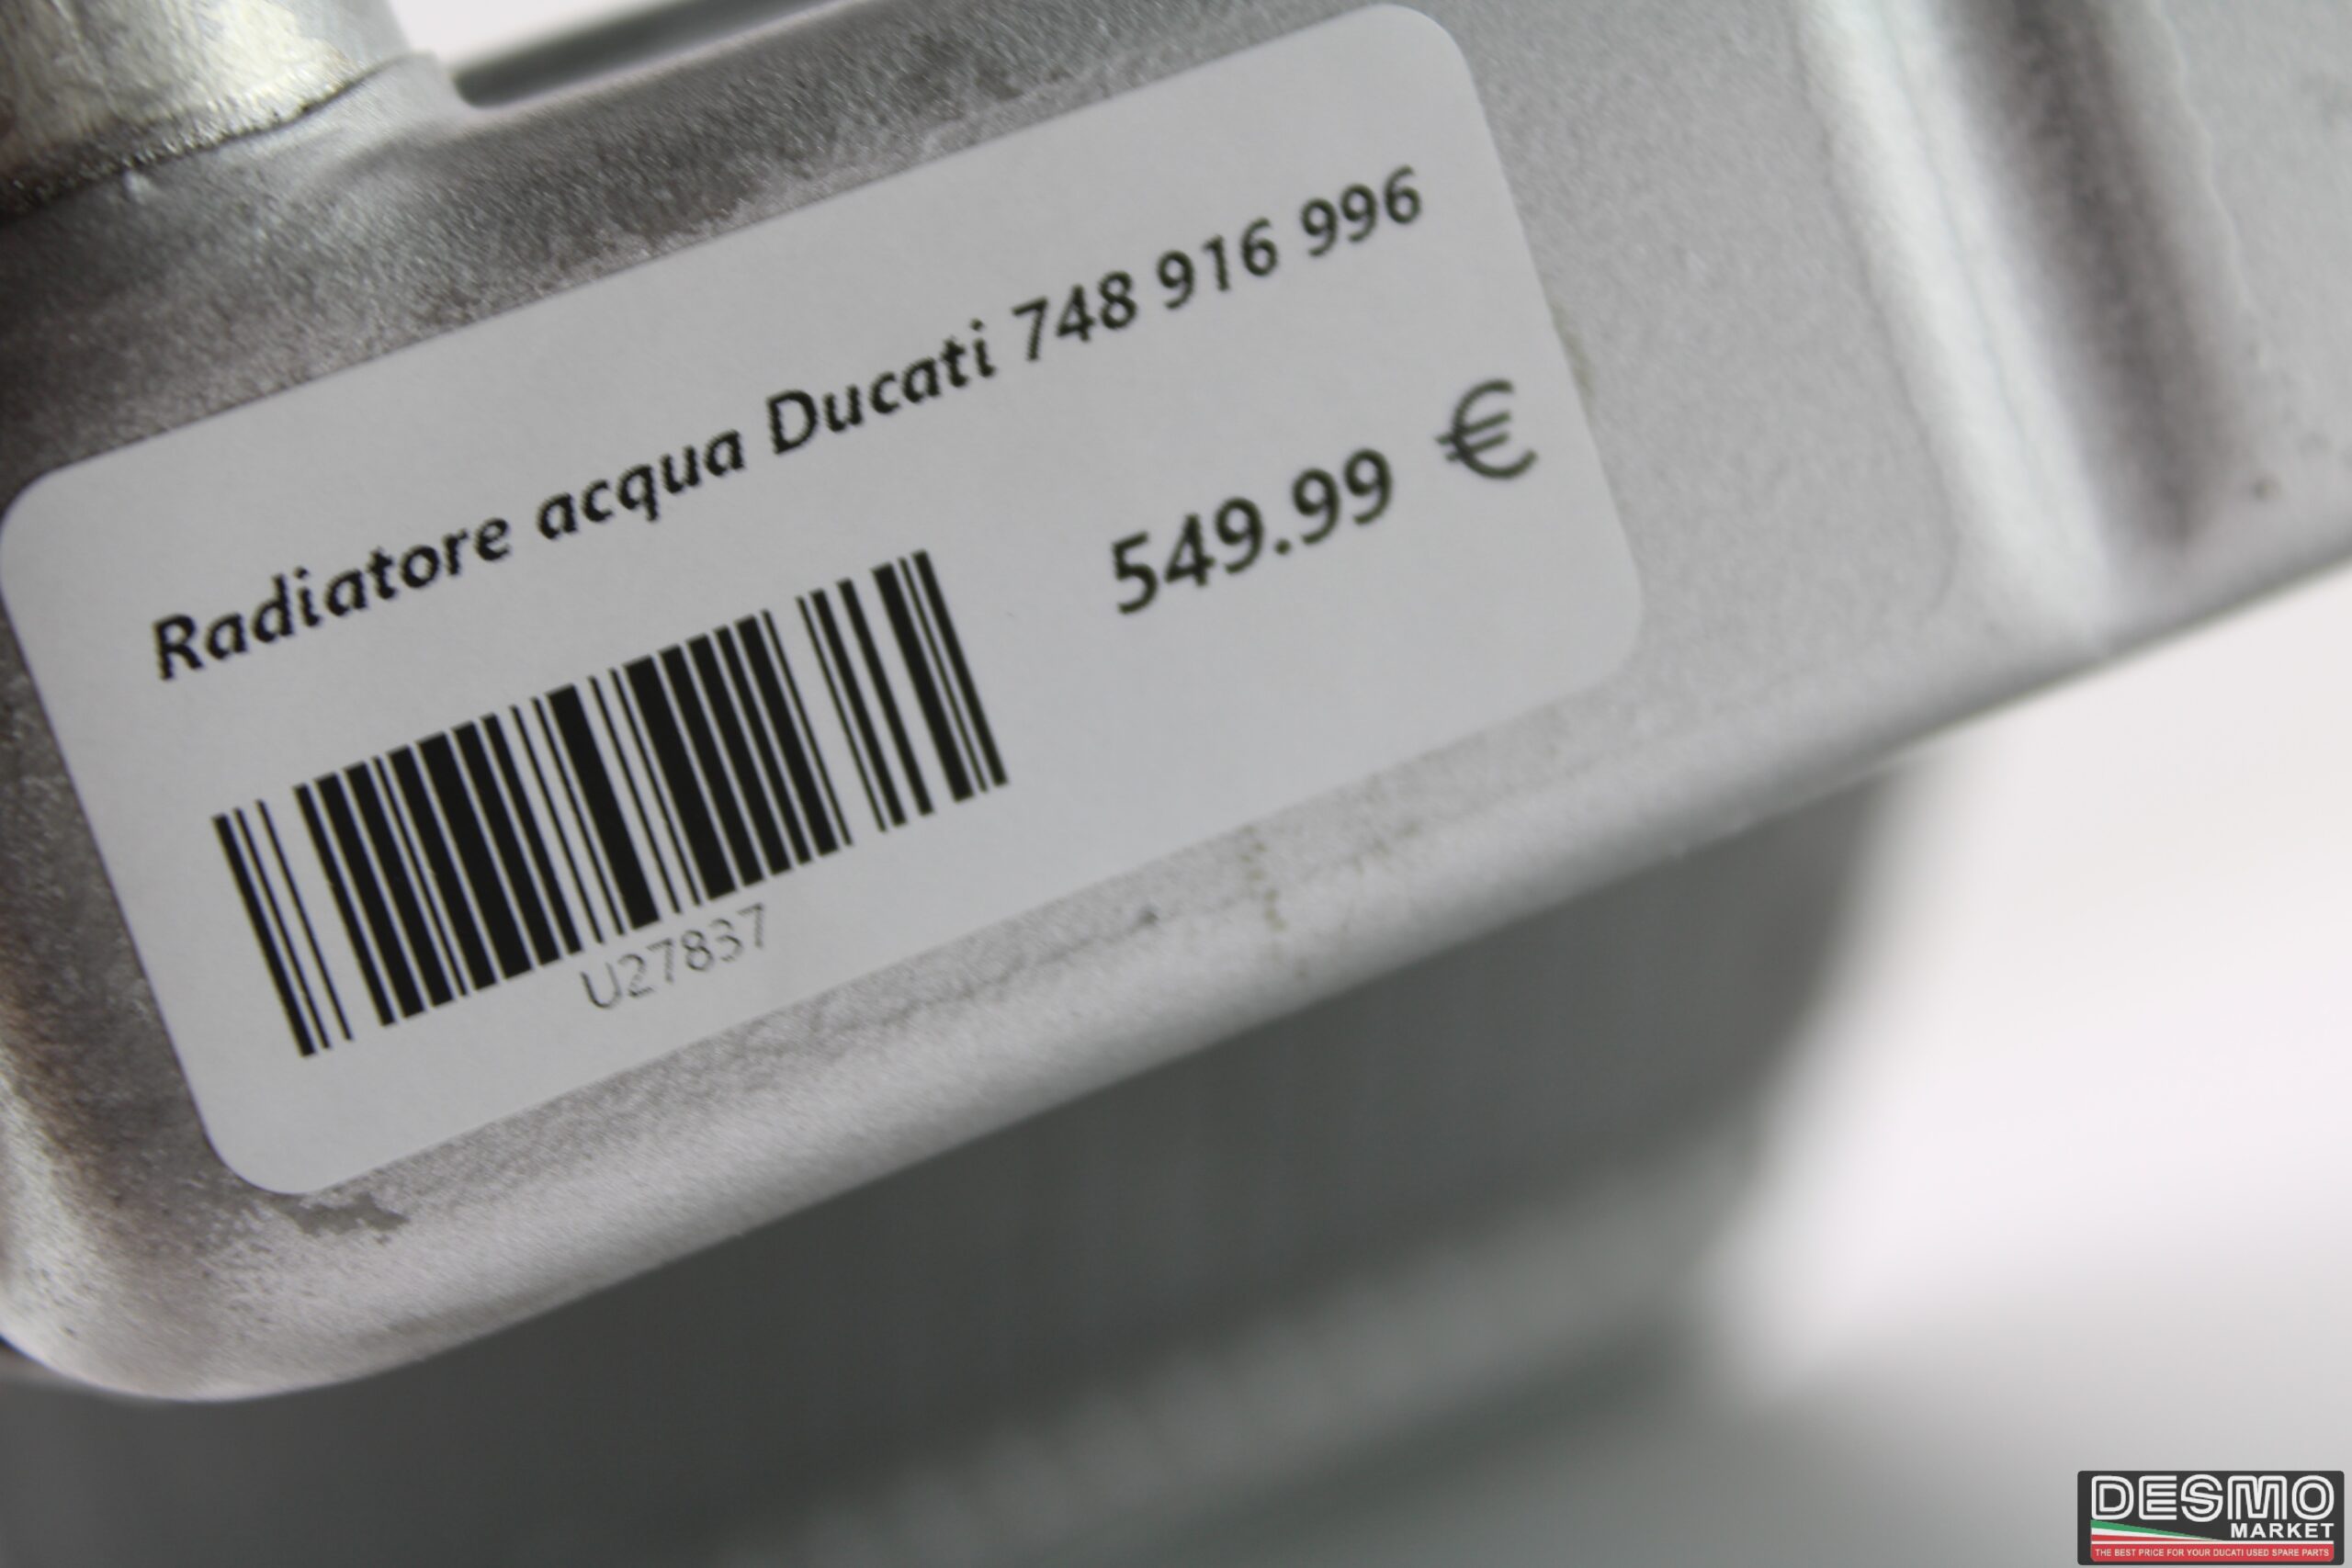 Radiatore acqua Ducati 748 916 996
549.99 €
U27837
DESMO
MARKET
THE BEST PRICE FOR YOUR DUCATI USED SPARE PARTS